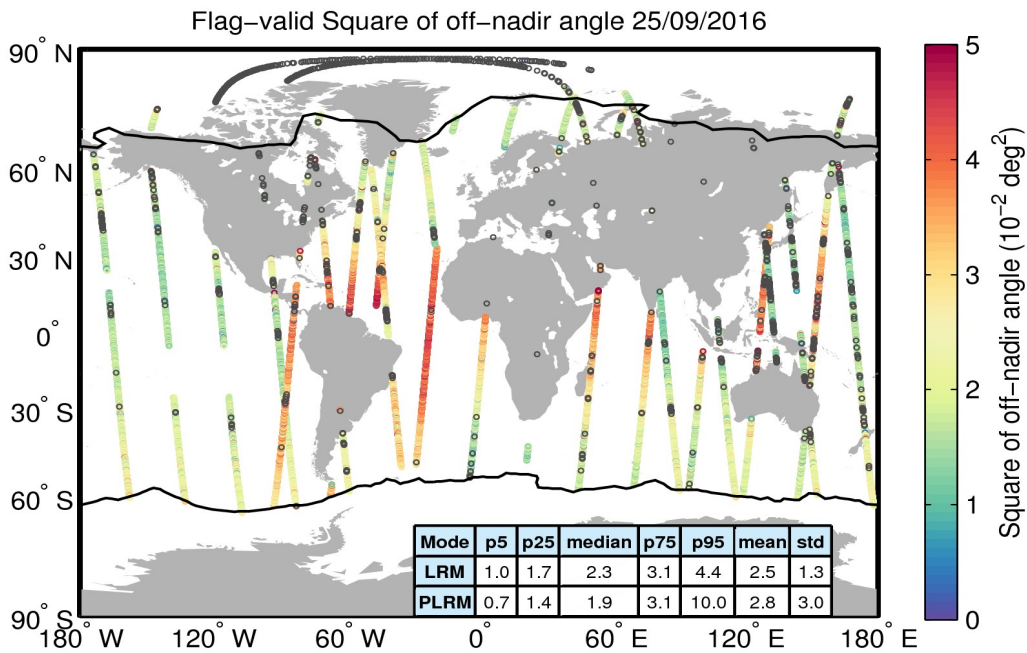 Flag-valid Square of off-nadir angle 25/09/2016
90° N
60° N
30° N
0°
30° S
60° S
90° S
180° W
120° W
60° W
0°
60° E
120° E
180° E
Mode p5 p25 median p75 p95 mean std
LRM 1.0 1.7 2.3 3.1 4.4 2.5 1.3
PLRM 0.7 1.4 1.9 3.1 10.0 2.8 3.0
5
4
3
2
1
0
Square of off-nadir angle (10⁻² deg²)